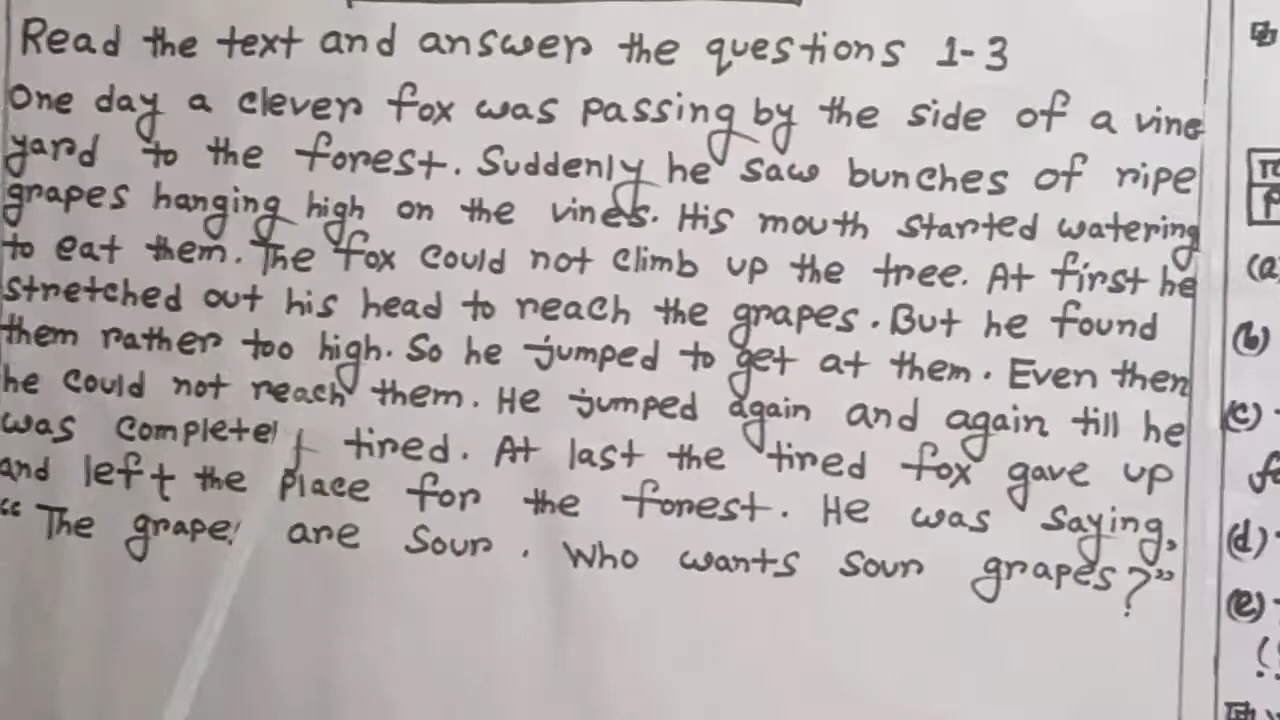 Read the text and answer the questions 1-3
One day a clever fox was passing by the side of a vine
yard to the forest. Suddenly he saw bunches of ripe
grapes hanging high on the vines. His mouth started watering
to eat them. The fox could not climb up the tree. At first he
stretched out his head to reach the grapes. But he found
them rather too high. So he jumped to get at them. Even then
he could not reach them. He jumped again and again till he
was completely tired. At last the tired fox gave up
and left the place for the forest. He was saying,
"The grapes are sour. Who wants sour grapes?"
(a)
(b)
(c)
(d)
(e)